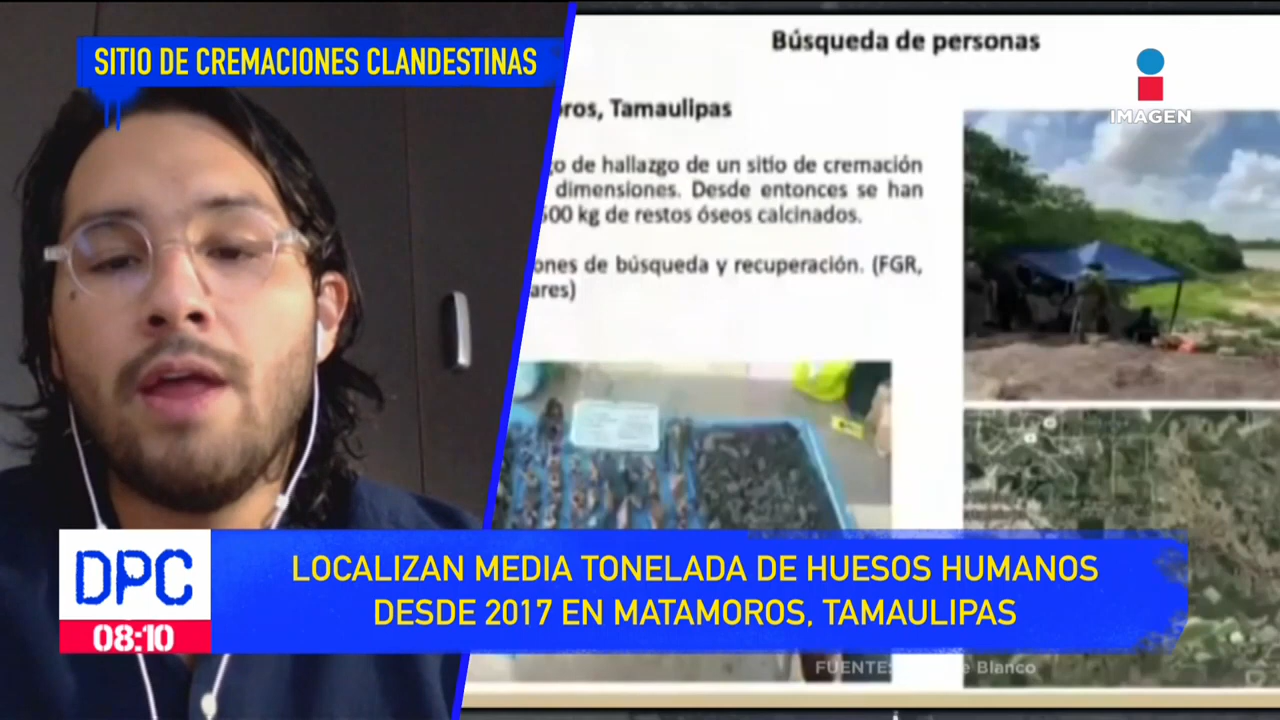 SITIO DE CREMACIONES CLANDESTINAS
Búsqueda de personas
IMAGEN
ros, Tamaulipas
go de hallazgo de un sitio de cremación
dimensiones. Desde entonces se han
500 kg de restos óseos calcinados.
ones de búsqueda y recuperación. (FGR,
ares)
DPC
08:10
LOCALIZAN MEDIA TONELADA DE HUESOS HUMANOS
DESDE 2017 EN MATAMOROS, TAMAULIPAS
FUENTE: e Blanco